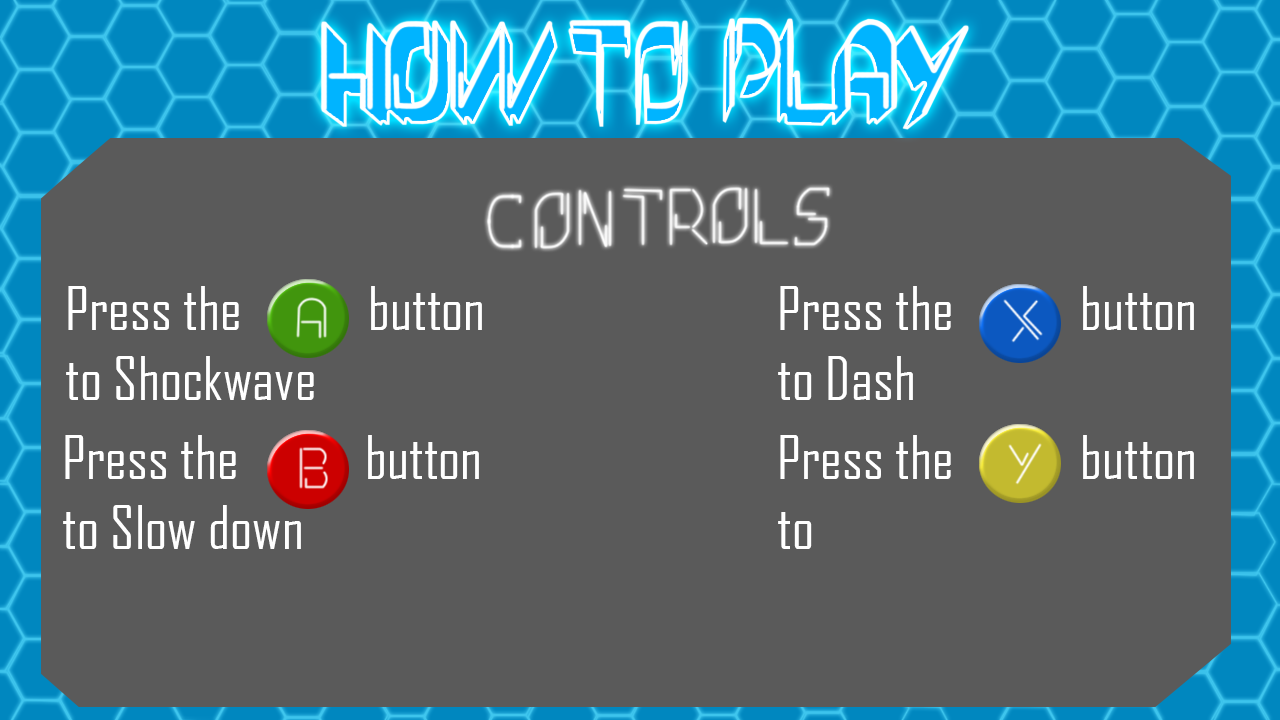 HOW TO PLAY
CONTROLS
Press the A button
to Shockwave
Press the B button
to Slow down
Press the X button
to Dash
Press the Y button
to